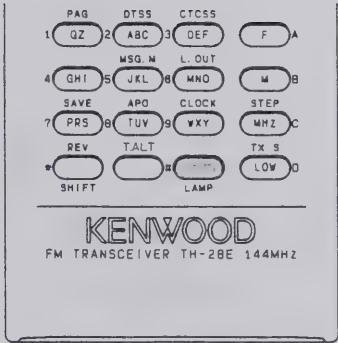 PAG DTSS CTCSS
1 QZ 2 ABC 3 DEF F A
MSG.M L.OUT
4 GHI 5 JKL 6 MNO M B
SAVE APO CLOCK STEP
7 PRS 8 TUV 9 WXY MHZ C
REV T.ALT TX S
* # LOW D
SHIFT LAMP
KENWOOD
FM TRANSCEIVER TH-28E 144MHZ